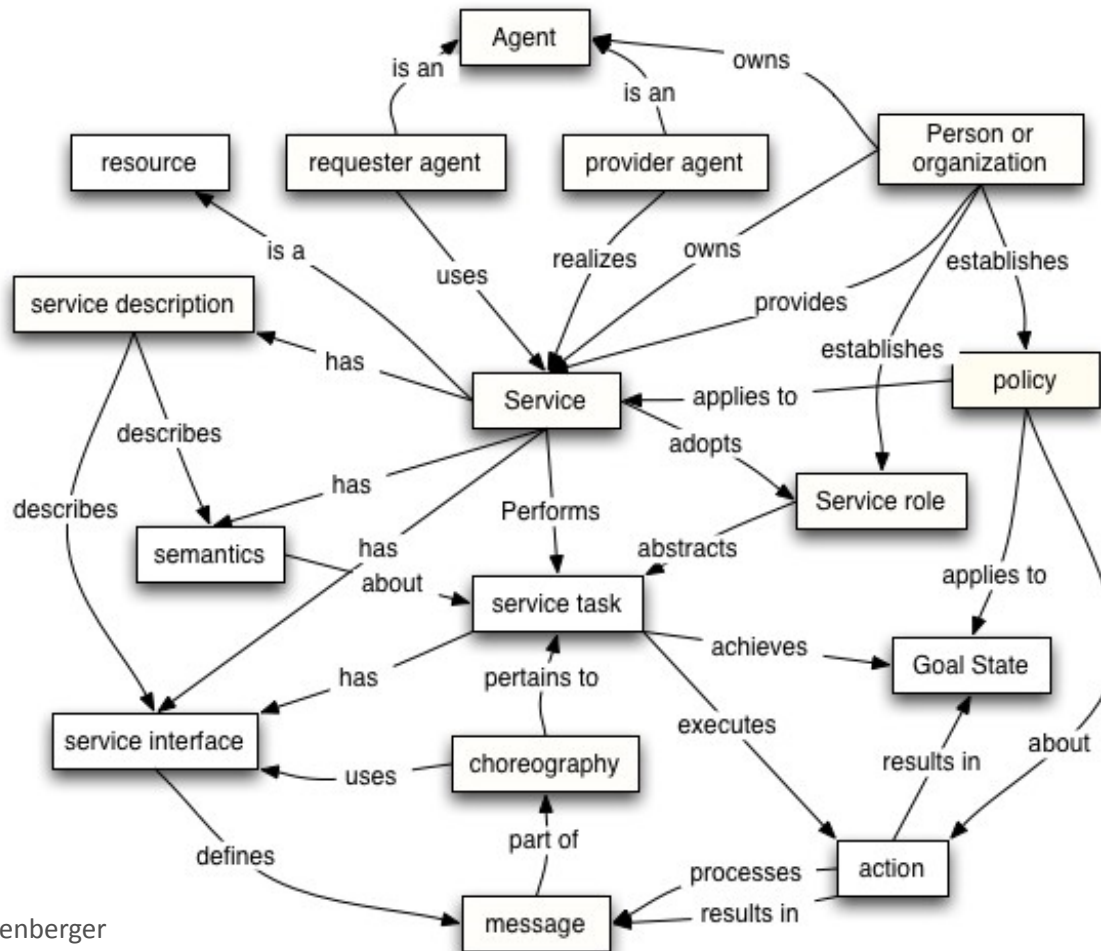 Agent
is an
owns
is an
resource
requester agent
provider agent
Person or
organization
is a
uses
realizes
owns
establishes
service description
provides
has
establishes
Service
applies to
policy
describes
adopts
has
describes
Performs
Service role
semantics
has
about
abstracts
service task
applies to
achieves
Goal State
has
pertains to
executes
service interface
uses
choreography
results in
about
part of
defines
processes
action
message
results in
enberger